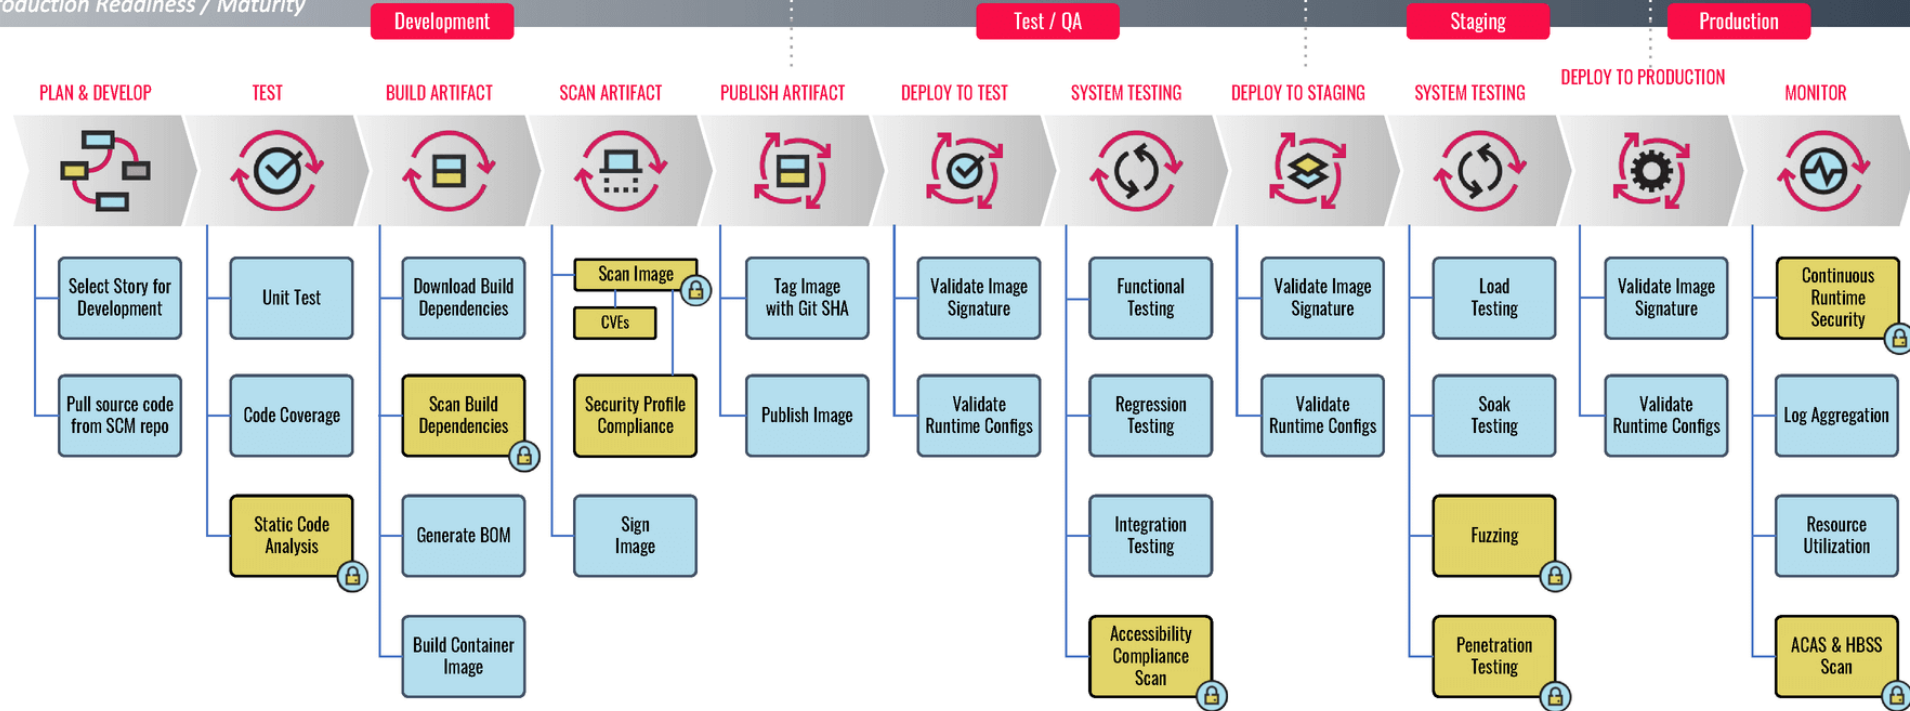 Production Readiness / Maturity
Development
Test / QA
Staging
Production
PLAN & DEVELOP
TEST
BUILD ARTIFACT
SCAN ARTIFACT
PUBLISH ARTIFACT
DEPLOY TO TEST
SYSTEM TESTING
DEPLOY TO STAGING
SYSTEM TESTING
DEPLOY TO PRODUCTION
MONITOR
Select Story for
Development
Pull source code
from SCM repo
Unit Test
Code Coverage
Static Code
Analysis
Download Build
Dependencies
Scan Build
Dependencies
Generate BOM
Build Container
Image
Scan Image
CVEs
Security Profile
Compliance
Sign
Image
Tag Image
with Git SHA
Publish Image
Validate Image
Signature
Validate
Runtime Configs
Functional
Testing
Regression
Testing
Integration
Testing
Accessibility
Compliance
Scan
Validate Image
Signature
Validate
Runtime Configs
Load
Testing
Soak
Testing
Fuzzing
Penetration
Testing
Validate Image
Signature
Validate
Runtime Configs
Continuous
Runtime
Security
Log Aggregation
Resource
Utilization
ACAS & HBSS
Scan